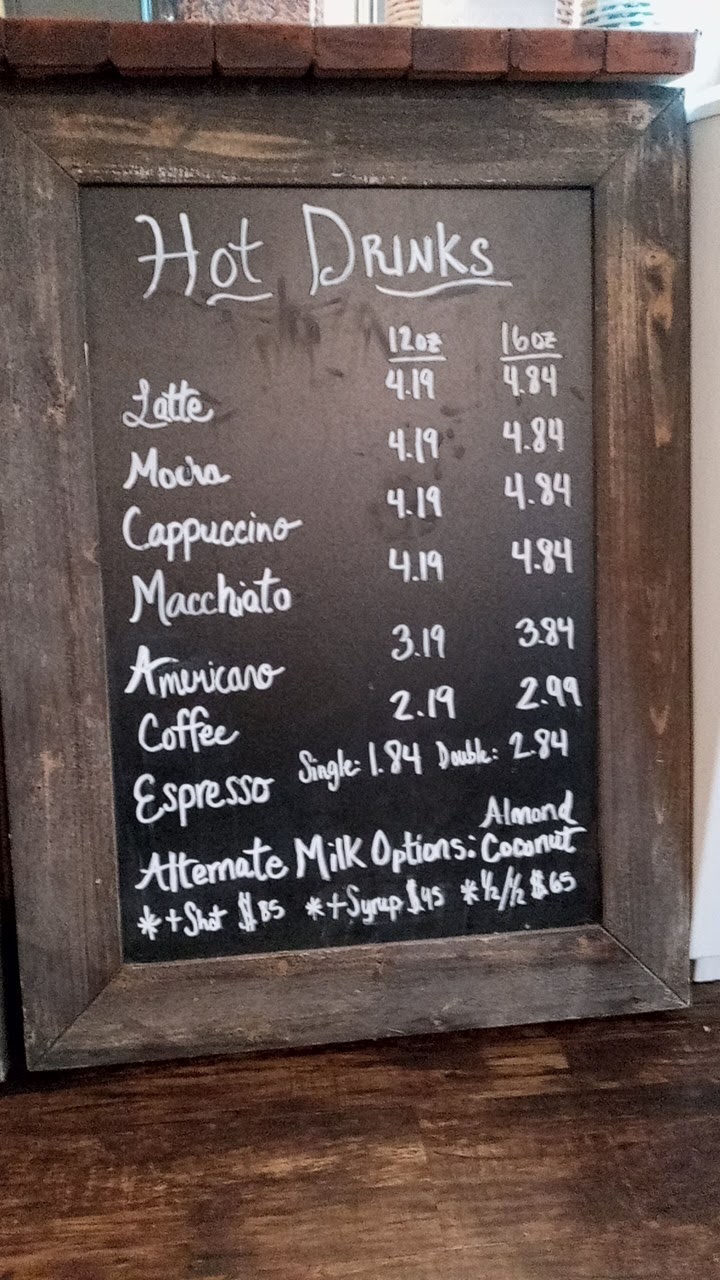 Hot Drinks
12oz 16oz
Latte 4.19 4.84
Mocha 4.19 4.84
Cappuccino 4.19 4.84
Macchiato 4.19 4.84
Americano 3.19 3.84
Coffee 2.19 2.99
Espresso Single: 1.84 Double: 2.84
Alternate Milk Options: Almond
Coconut
*+Shot $85 *+Syrup $45 *½/½ $65